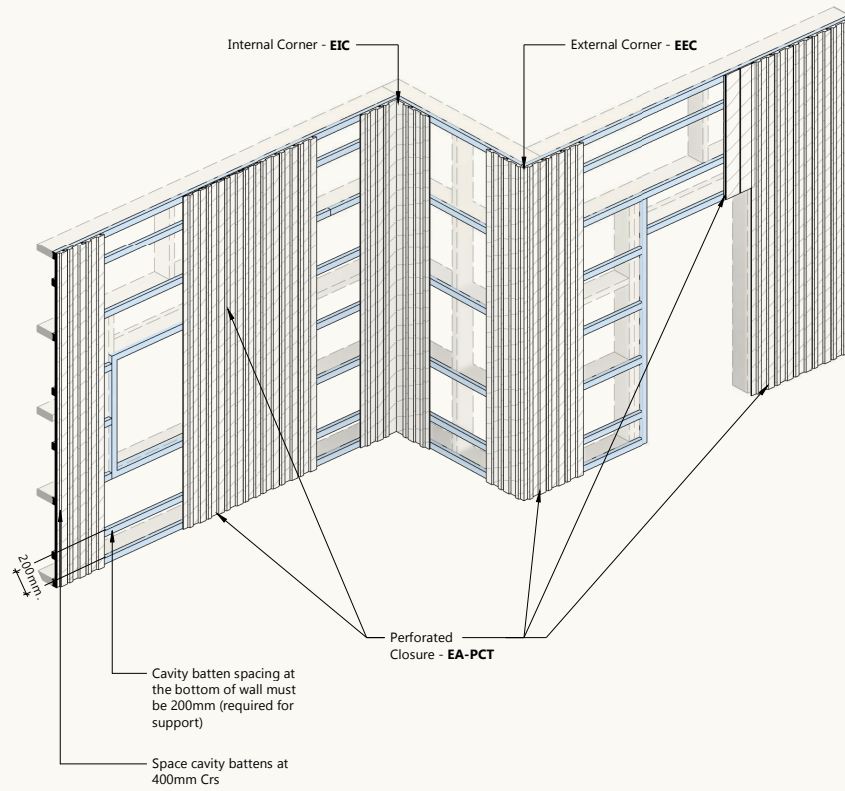 Internal Corner - EIC
External Corner - EEC
200mm.
Perforated
Closure - EA-PCT
Cavity batten spacing at
the bottom of wall must
be 200mm (required for
support)
Space cavity battens at
400mm Crs